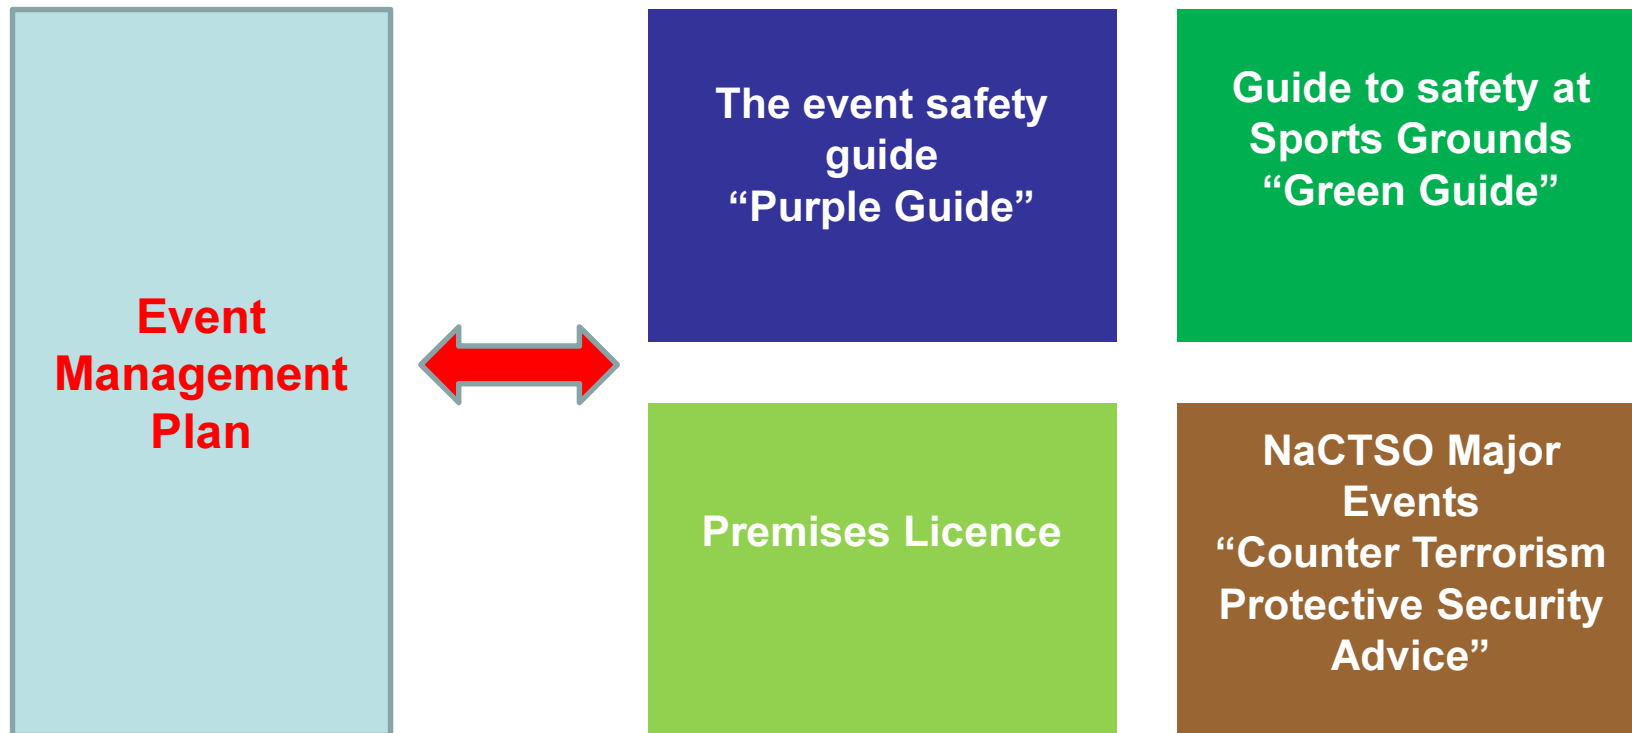 Event
Management
Plan
The event safety
guide
“Purple Guide”
Guide to safety at
Sports Grounds
“Green Guide”
Premises Licence
NaCTSO Major
Events
“Counter Terrorism
Protective Security
Advice”